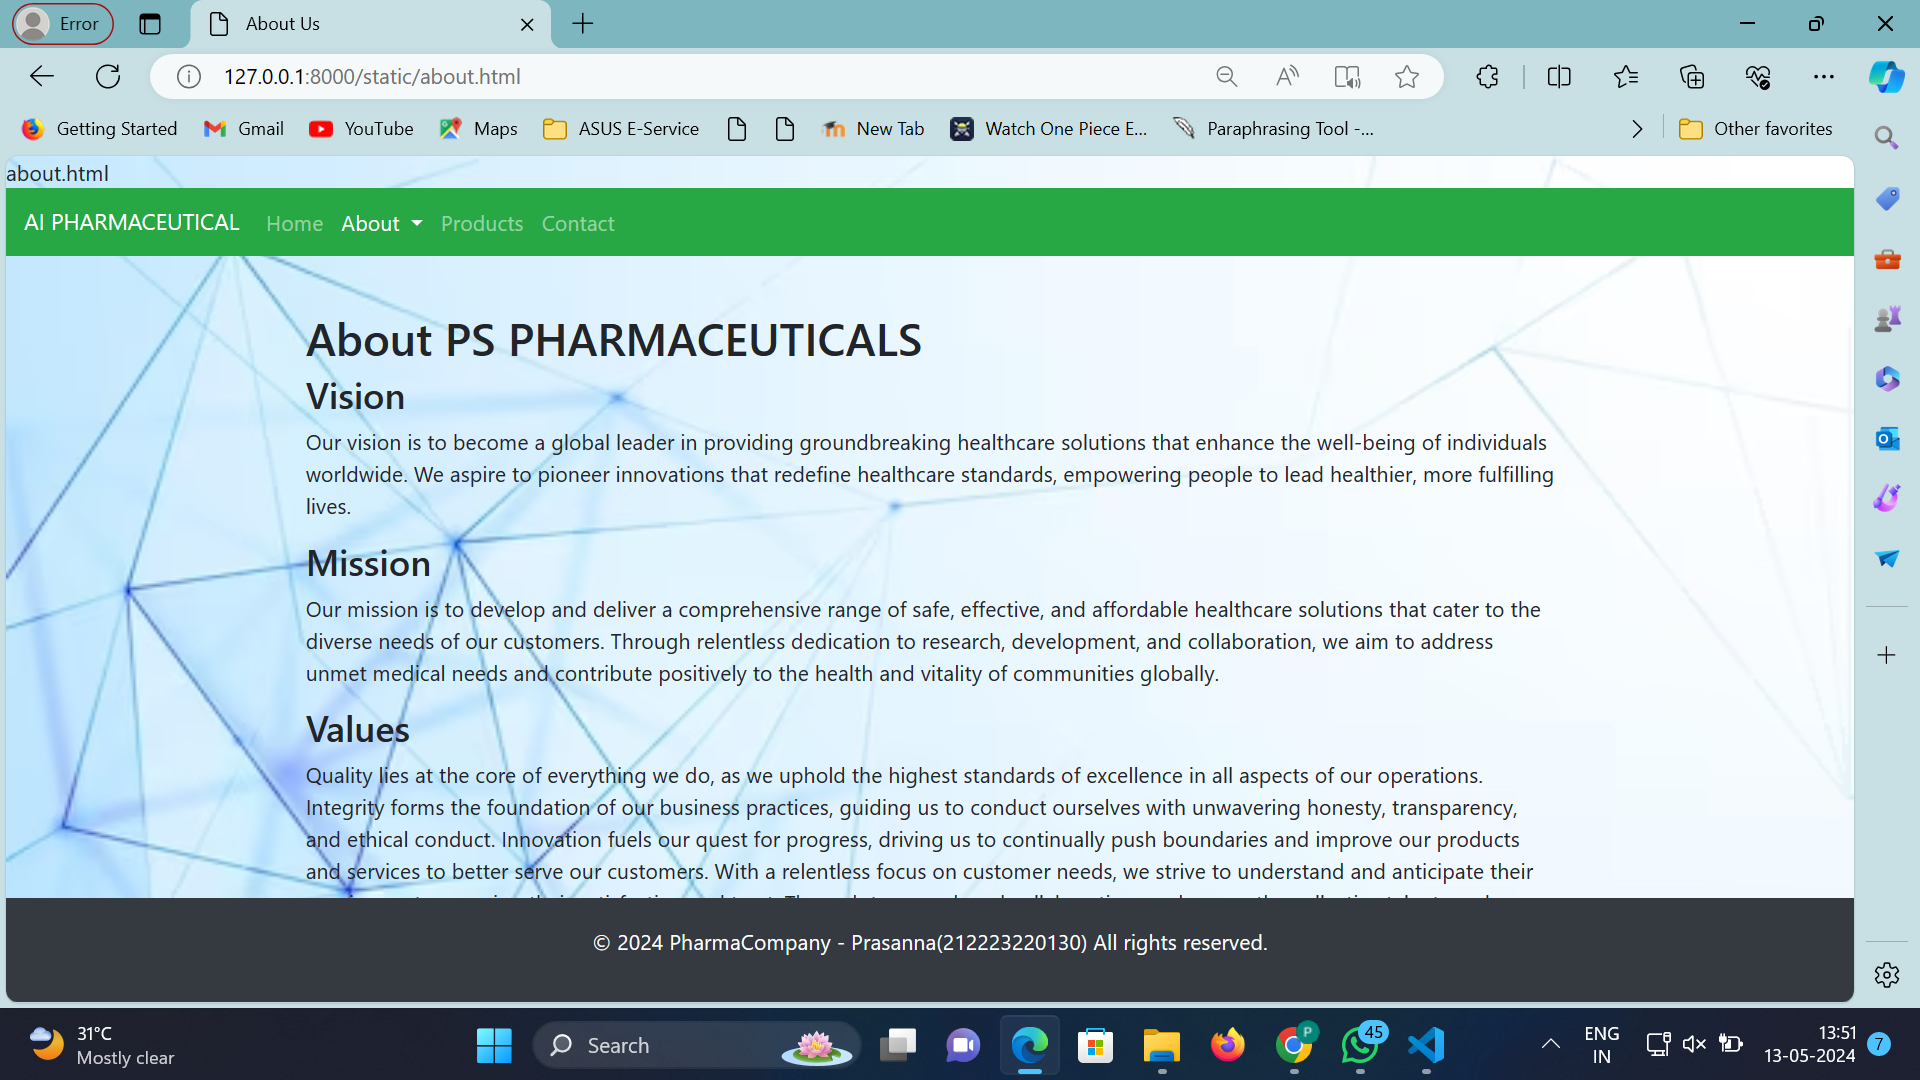 Error
About Us
127.0.0.1:8000/static/about.html
Getting Started
Gmail
YouTube
Maps
ASUS E-Service
New Tab
Watch One Piece E...
Paraphrasing Tool -...
Other favorites
about.html
AI PHARMACEUTICAL
Home
About
Products
Contact
About PS PHARMACEUTICALS
Vision
Our vision is to become a global leader in providing groundbreaking healthcare solutions that enhance the well-being of individuals
worldwide. We aspire to pioneer innovations that redefine healthcare standards, empowering people to lead healthier, more fulfilling
lives.
Mission
Our mission is to develop and deliver a comprehensive range of safe, effective, and affordable healthcare solutions that cater to the
diverse needs of our customers. Through relentless dedication to research, development, and collaboration, we aim to address
unmet medical needs and contribute positively to the health and vitality of communities globally.
Values
Quality lies at the core of everything we do, as we uphold the highest standards of excellence in all aspects of our operations.
Integrity forms the foundation of our business practices, guiding us to conduct ourselves with unwavering honesty, transparency,
and ethical conduct. Innovation fuels our quest for progress, driving us to continually push boundaries and improve our products
and services to better serve our customers. With a relentless focus on customer needs, we strive to understand and anticipate their
© 2024 PharmaCompany - Prasanna(212223220130) All rights reserved.
31°C
Mostly clear
Search
P
45
ENG
IN
13:51
13-05-2024
7